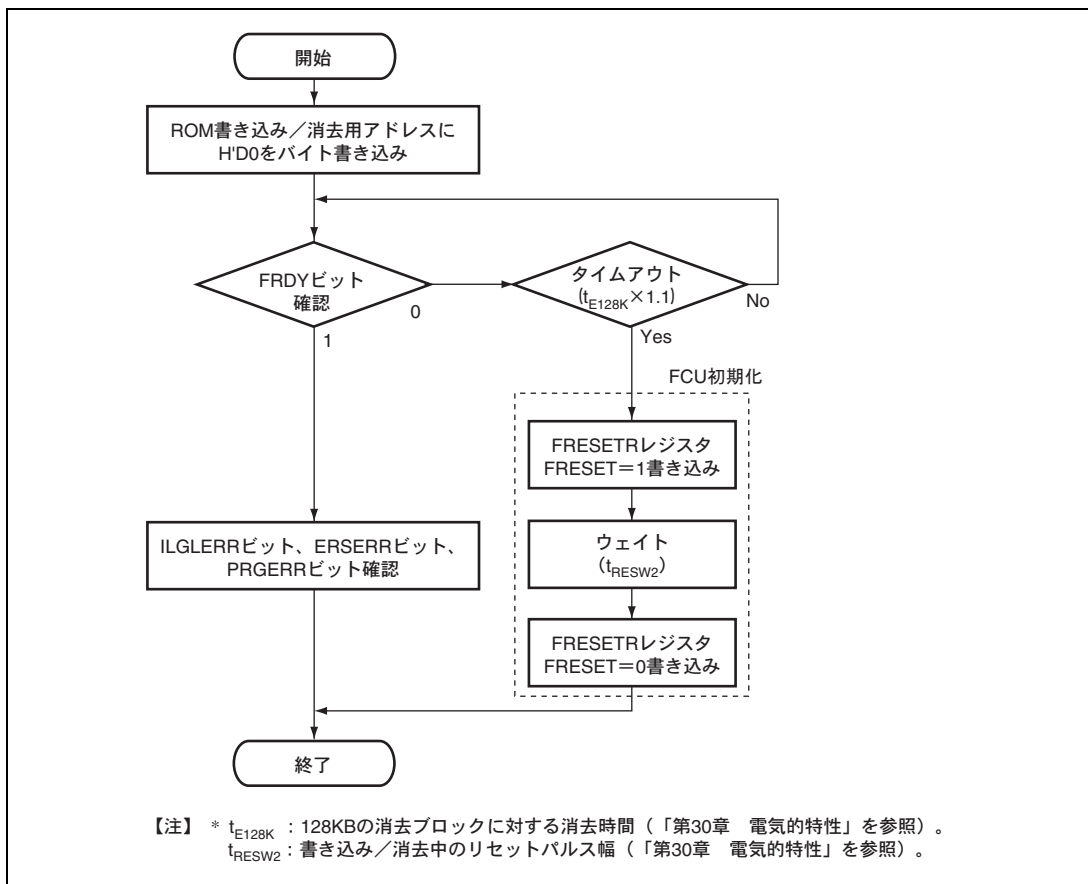 開始
ROM書き込み／消去用アドレスに
H'D0をバイト書き込み
FRDYビット
確認
0
1
タイムアウト
(tE128K×1.1)
No
Yes
FCU初期化
FRESETRレジスタ
FRESET＝1書き込み
ウェイト
（tRESW2）
FRESETRレジスタ
FRESET＝0書き込み
ILGLERRビット、ERSERRビット、
PRGERRビット確認
終了
【注】 * tE128K ：128KBの消去ブロックに対する消去時間（「第30章　電気的特性」を参照）。
tRESW2：書き込み／消去中のリセットパルス幅（「第30章　電気的特性」を参照）。